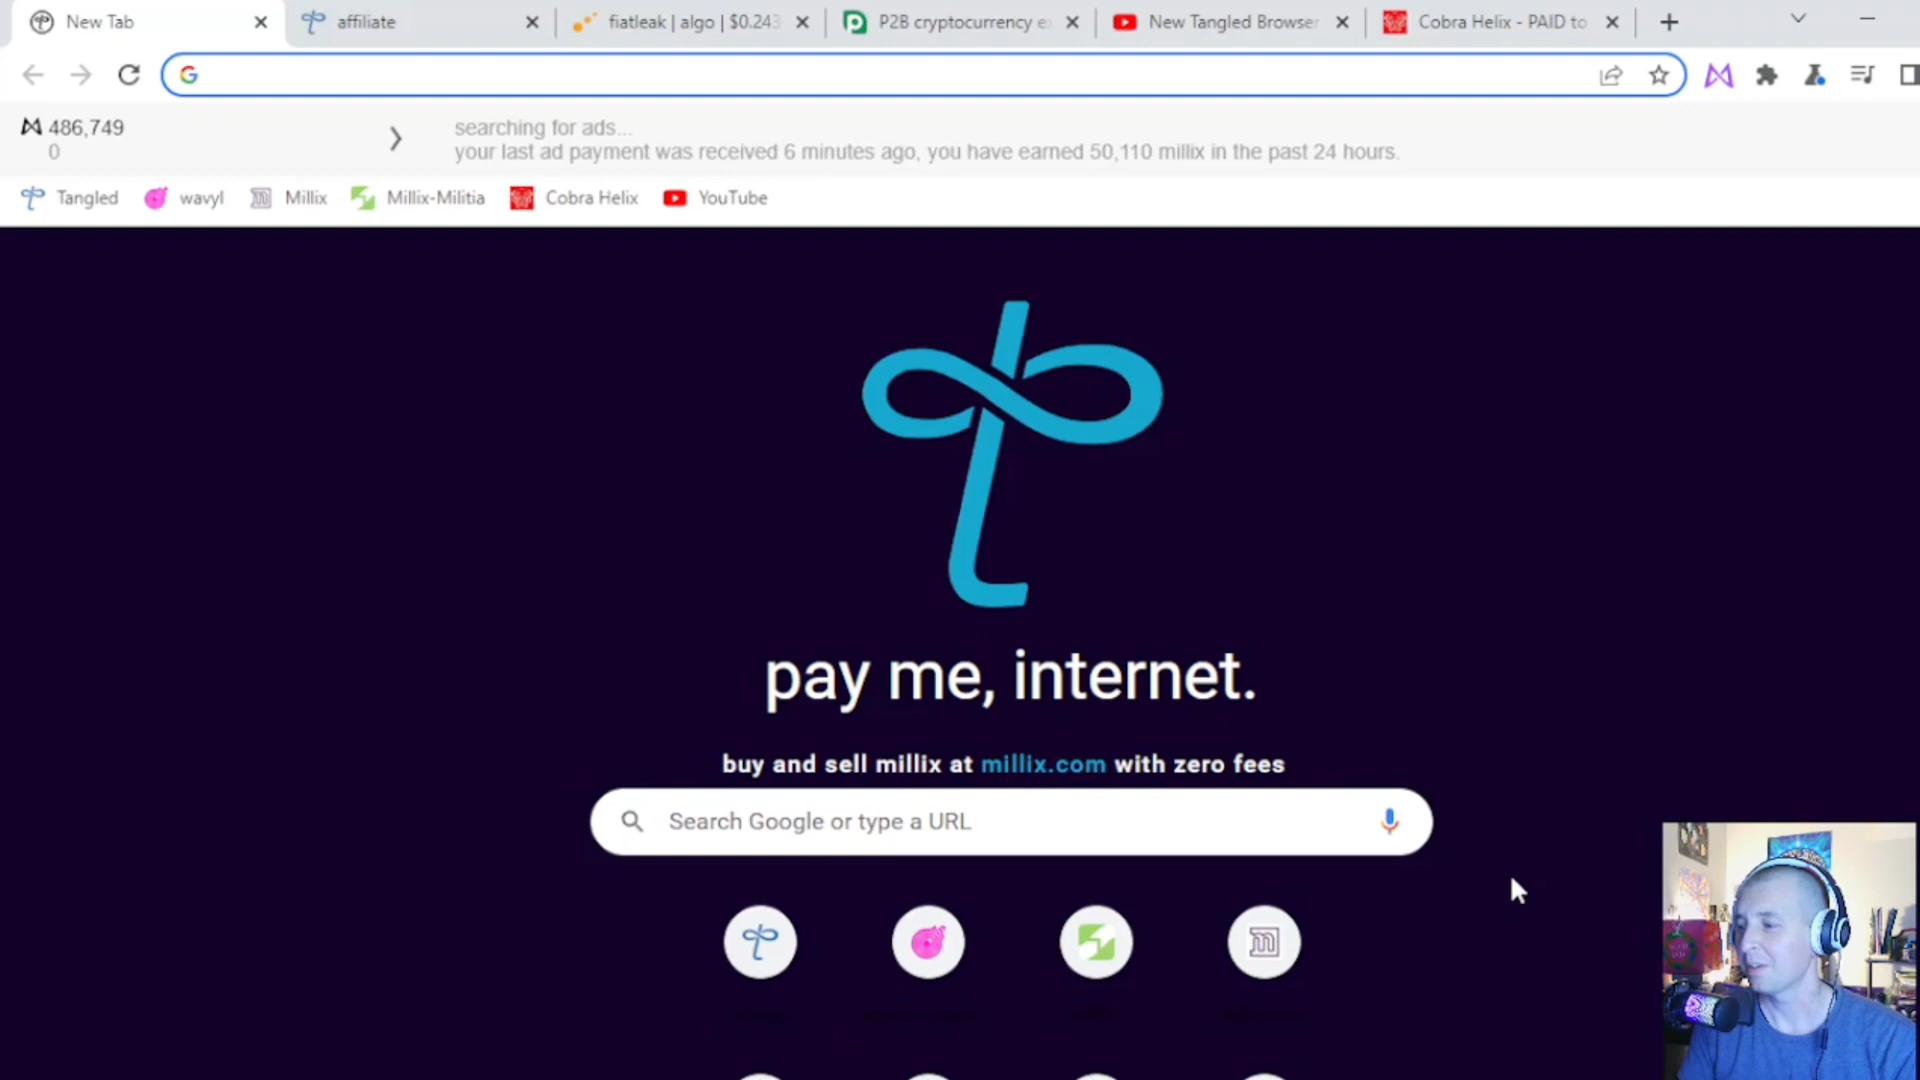 New Tab
affiliate
fiatleak | algo | $0.243
P2B cryptocurrency e
New Tangled Browser
Cobra Helix - PAID to
486,749
0
searching for ads...
your last ad payment was received 6 minutes ago, you have earned 50,110 millix in the past 24 hours.
Tangled
wavyl
Millix
Millix-Militia
Cobra Helix
YouTube
pay me, internet.
buy and sell millix at millix.com with zero fees
Search Google or type a URL